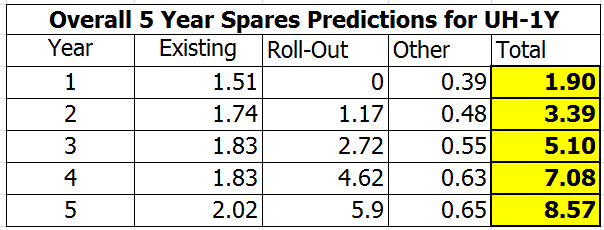 Overall 5 Year Spares Predictions for UH-1Y
Year Existing Roll-Out Other Total
1 1.51 0 0.39 1.90
2 1.74 1.17 0.48 3.39
3 1.83 2.72 0.55 5.10
4 1.83 4.62 0.63 7.08
5 2.02 5.9 0.65 8.57